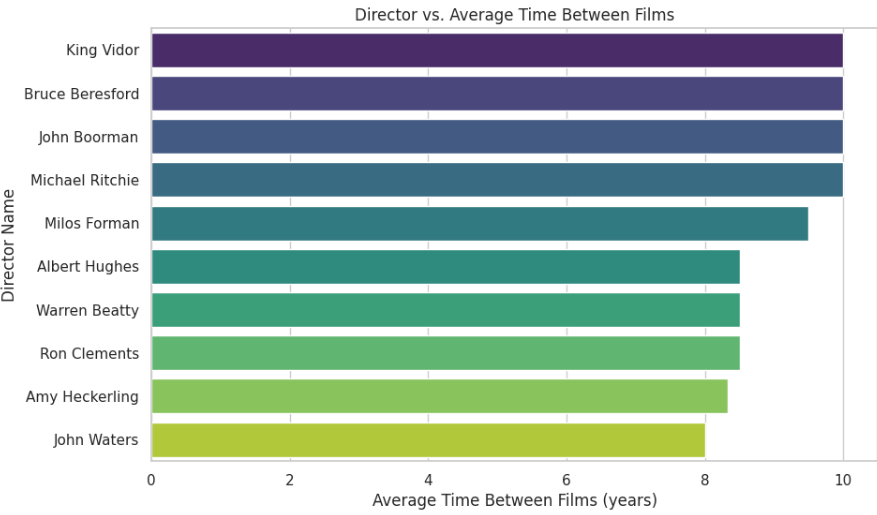 Director vs. Average Time Between Films
Director Name
King Vidor
Bruce Beresford
John Boorman
Michael Ritchie
Milos Forman
Albert Hughes
Warren Beatty
Ron Clements
Amy Heckerling
John Waters
0 2 4 6 8 10
Average Time Between Films (years)